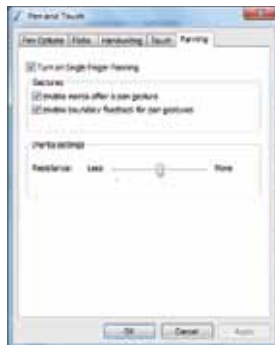 Pen and Touch
Pen Options Flicks Handwriting Touch Panning
Turn on Single Finger Panning
Gestures
Enable inertia after a pan gesture
Enable boundary feedback for pan gestures
Inertia settings
Resistance: Less More
OK Cancel Apply